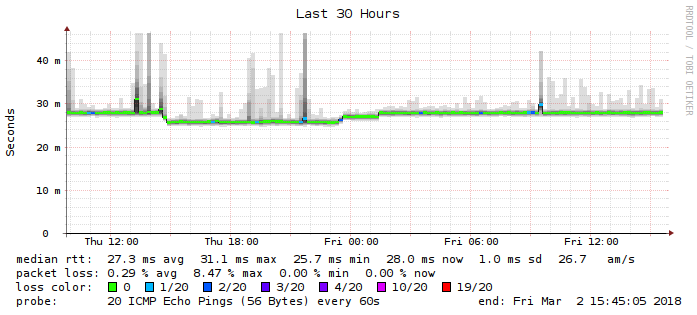 Last 30 Hours
RRDTOOL / TOBI OETIKER
Seconds
40 m
30 m
20 m
10 m
0
Thu 12:00 Thu 18:00 Fri 00:00 Fri 06:00 Fri 12:00
median rtt: 27.3 ms avg 31.1 ms max 25.7 ms min 28.0 ms now 1.0 ms sd 26.7 am/s
packet loss: 0.29 % avg 8.47 % max 0.00 % min 0.00 % now
loss color: 0 1/20 2/20 3/20 4/20 10/20 19/20
probe: 20 ICMP Echo Pings (56 Bytes) every 60s end: Fri Mar 2 15:45:05 2018